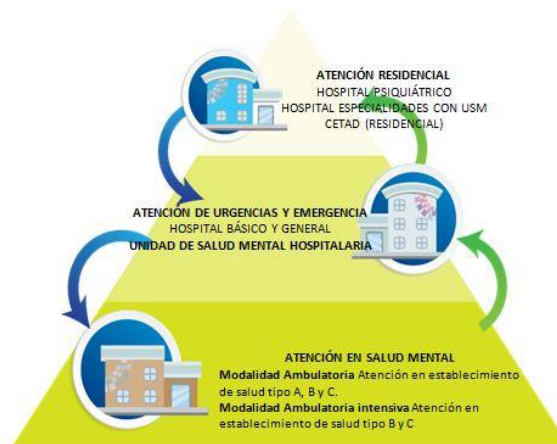 ATENCIÓN RESIDENCIAL
HOSPITAL PSIQUIÁTRICO
HOSPITAL ESPECIALIDADES CON USM
CETAD (RESIDENCIAL)
ATENCIÓN DE URGENCIAS Y EMERGENCIA
HOSPITAL BÁSICO Y GENERAL
UNIDAD DE SALUD MENTAL HOSPITALARIA
ATENCIÓN EN SALUD MENTAL
Modalidad Ambulatoria Atención en establecimiento
de salud tipo A, B y C.
Modalidad Ambulatoria intensiva Atención en
establecimiento de salud tipo B y C